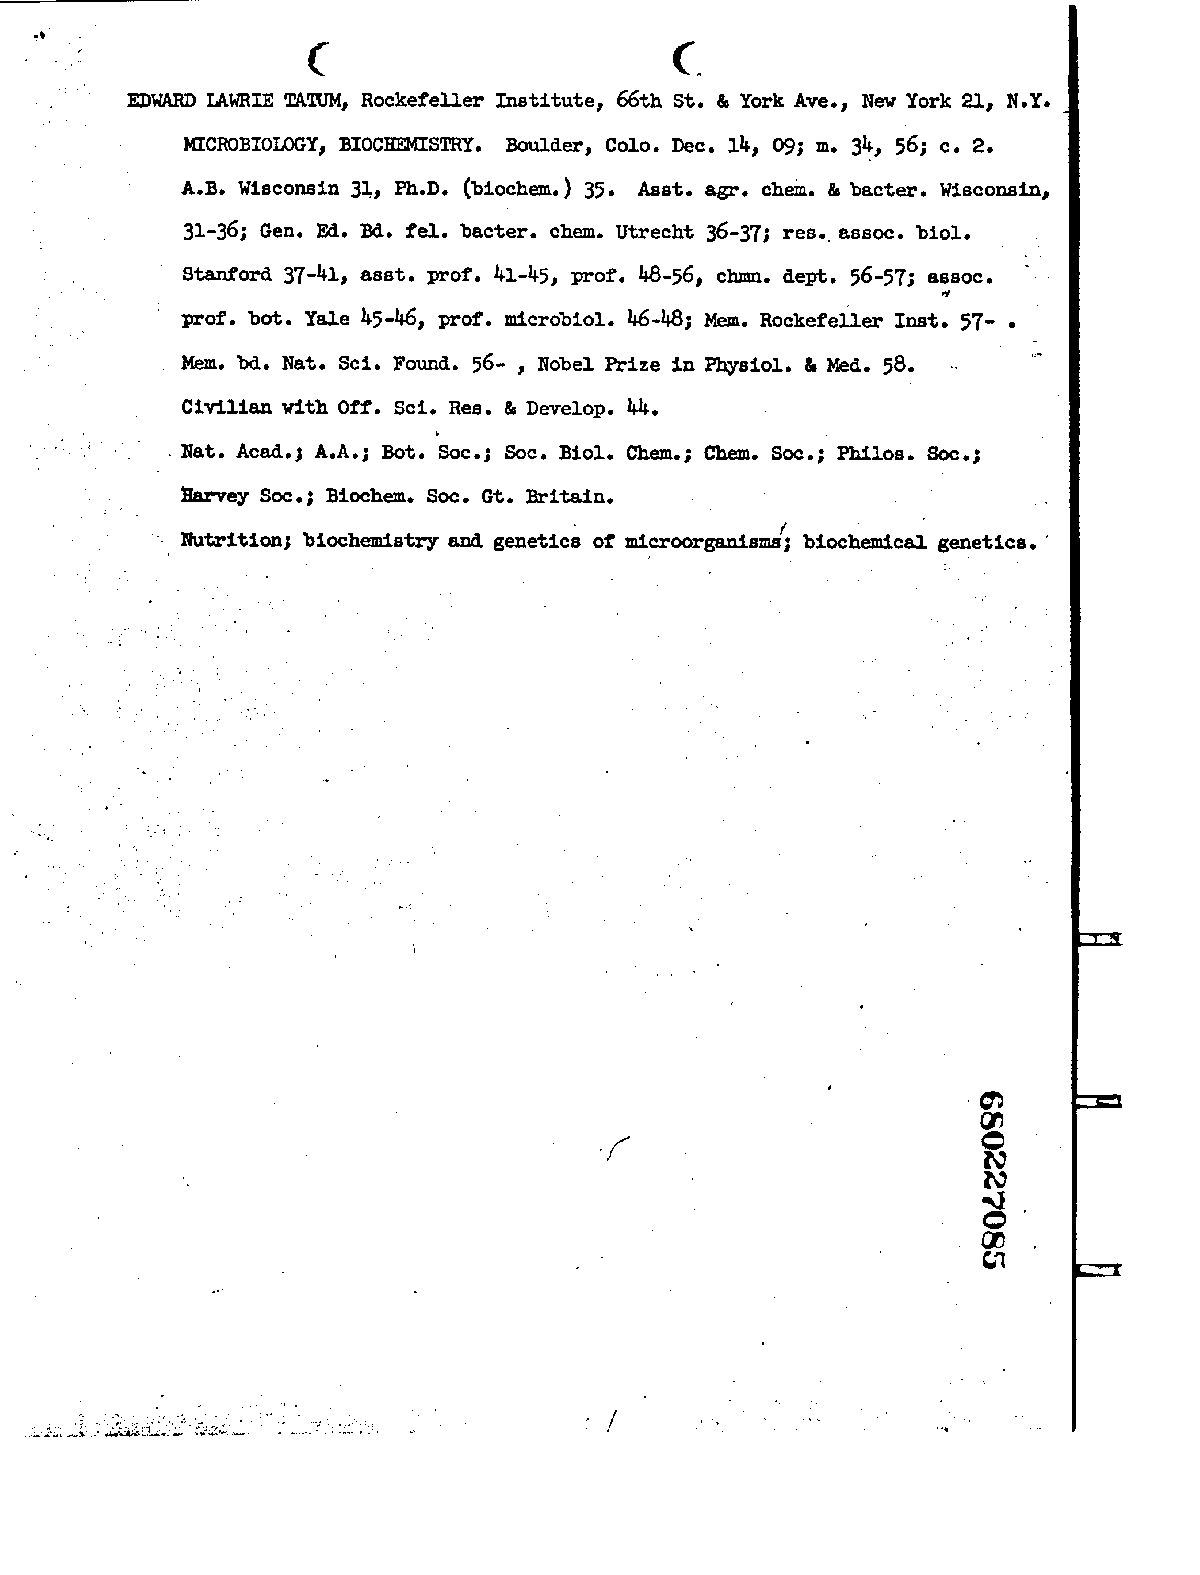 EDWARD LAWRIE TATUM, Rockefeller Institute, 66th St. & York Ave., New York 21, N.Y.
MICROBIOLOGY, BIOCHEMISTRY. Boulder, Colo. Dec. 14, 09; m. 34, 56; c. 2.
A.B. Wisconsin 31, Ph.D. (biochem.) 35. Asst. agr. chem. & bacter. Wisconsin,
31-36; Gen. Ed. Bd. fel. bacter. chem. Utrecht 36-37; res. assoc. biol.
Stanford 37-41, asst. prof. 41-45, prof. 48-56, chmn. dept. 56-57; assoc.
prof. bot. Yale 45-46, prof. microbiol. 46-48; Mem. Rockefeller Inst. 57- .
Mem. bd. Nat. Sci. Found. 56- , Nobel Prize in Physiol. & Med. 58.
Civilian with Off. Sci. Res. & Develop. 44.
Nat. Acad.; A.A.; Bot. Soc.; Soc. Biol. Chem.; Chem. Soc.; Philos. Soc.;
Harvey Soc.; Biochem. Soc. Gt. Britain.
Nutrition; biochemistry and genetics of microorganisms; biochemical genetics.
680227085